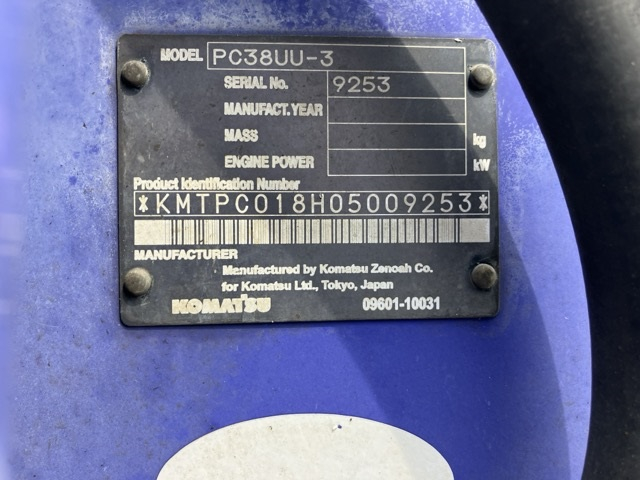 MODEL PC38UU-3
SERIAL No. 9253
MANUFACT. YEAR
MASS kg
ENGINE POWER kW
Product Identification Number
*KMTPC018H05009253*
MANUFACTURER
Manufactured by Komatsu Zenoah Co.
for Komatsu Ltd., Tokyo, Japan
KOMATSU 09601-10031